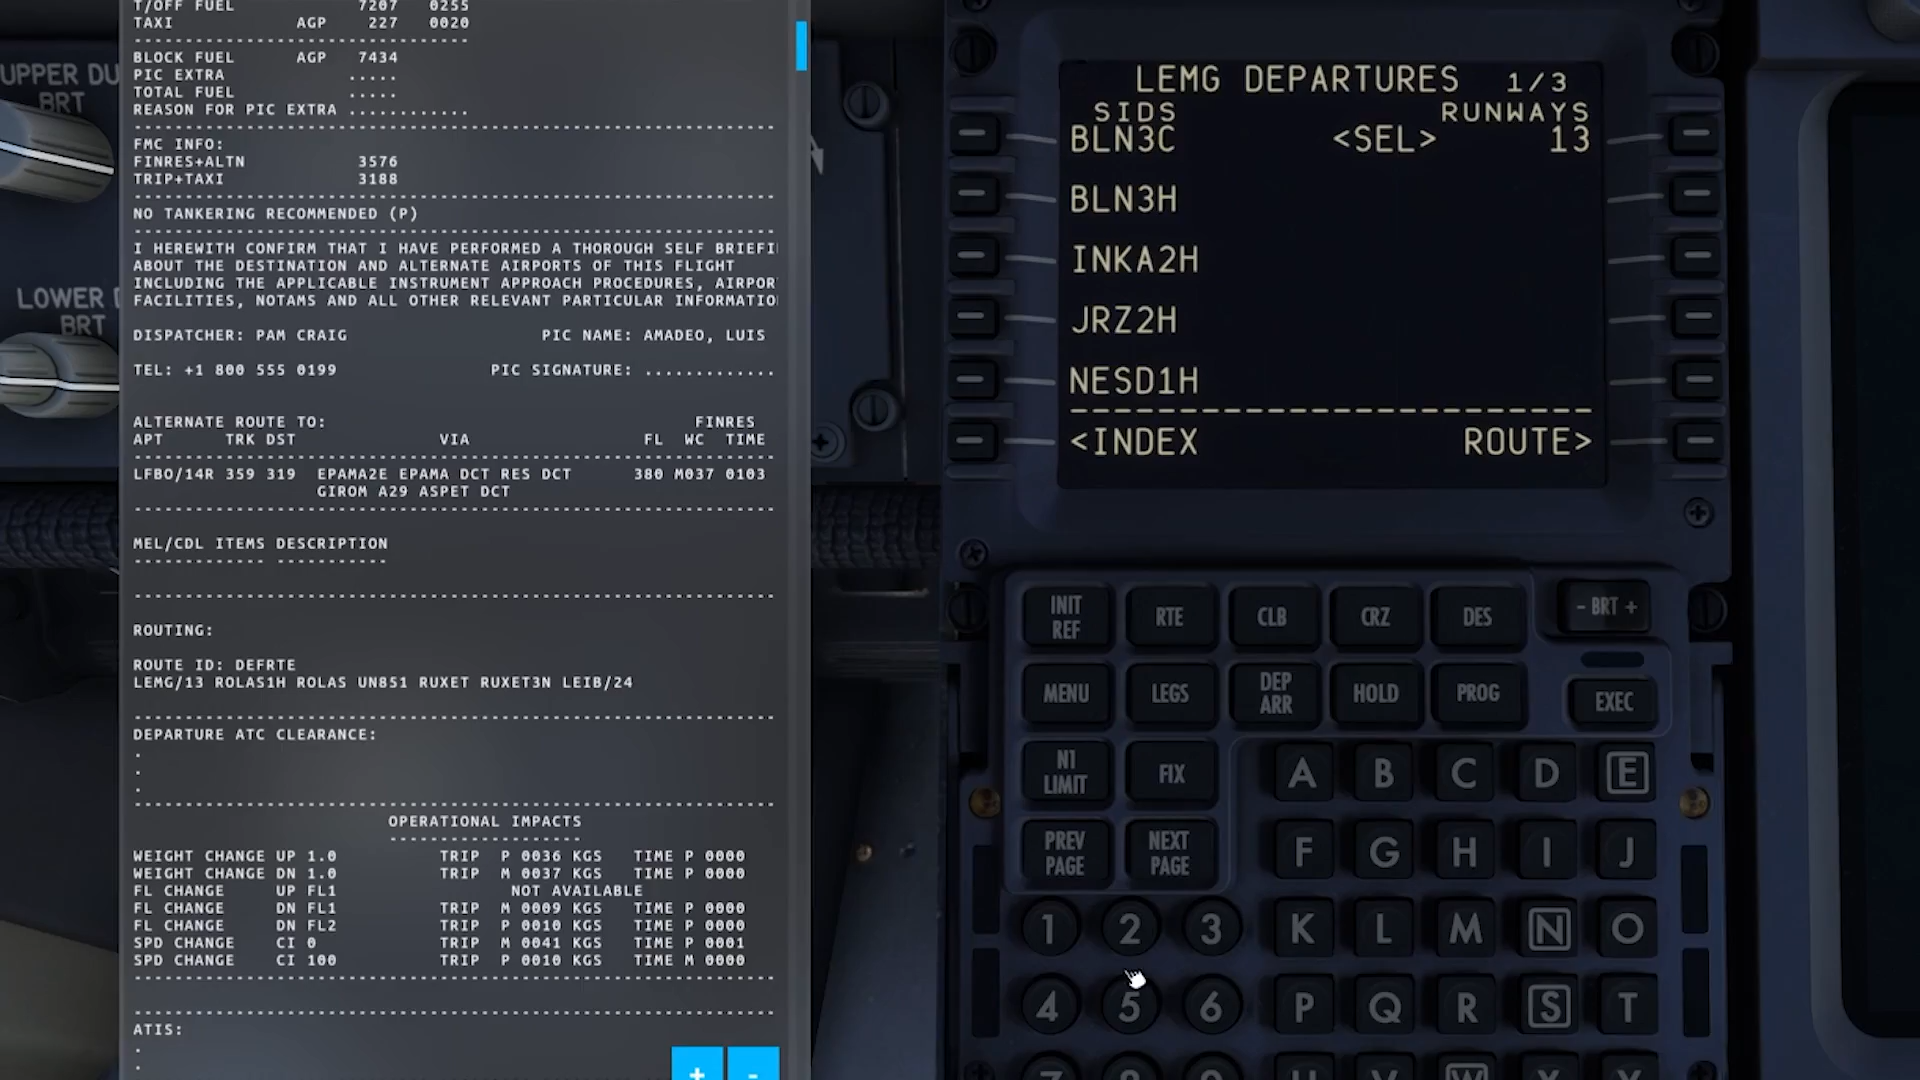 T/OFF FUEL 7207 0255
TAXI AGP 227 0020
BLOCK FUEL AGP 7434
PIC EXTRA .....
TOTAL FUEL .....
REASON FOR PIC EXTRA ............
FMC INFO:
FINRES+ALTN 3576
TRIP+TAXI 3188
NO TANKERING RECOMMENDED (P)
I HEREWITH CONFIRM THAT I HAVE PERFORMED A THOROUGH SELF BRIEFI
ABOUT THE DESTINATION AND ALTERNATE AIRPORTS OF THIS FLIGHT
INCLUDING THE APPLICABLE INSTRUMENT APPROACH PROCEDURES, AIRPOR
FACILITIES, NOTAMS AND ALL OTHER RELEVANT PARTICULAR INFORMATIO
DISPATCHER: PAM CRAIG PIC NAME: AMADEO, LUIS
TEL: +1 800 555 0199 PIC SIGNATURE: .............
ALTERNATE ROUTE TO: FINRES
APT TRK DST VIA FL WC TIME
LFBO/14R 359 319 EPAMA2E EPAMA DCT RES DCT 380 M037 0103
GIROM A29 ASPET DCT
MEL/CDL ITEMS DESCRIPTION
ROUTING:
ROUTE ID: DEFRTE
LEMG/13 ROLAS1H ROLAS UN851 RUXET RUXET3N LEIB/24
DEPARTURE ATC CLEARANCE:
.
.
.
OPERATIONAL IMPACTS
WEIGHT CHANGE UP 1.0 TRIP P 0036 KGS TIME P 0000
WEIGHT CHANGE DN 1.0 TRIP M 0037 KGS TIME P 0000
FL CHANGE UP FL1 NOT AVAILABLE
FL CHANGE DN FL1 TRIP M 0009 KGS TIME P 0000
FL CHANGE DN FL2 TRIP P 0010 KGS TIME P 0000
SPD CHANGE CI 0 TRIP M 0041 KGS TIME P 0001
SPD CHANGE CI 100 TRIP P 0010 KGS TIME M 0000
ATIS:
.
.
+ -
UPPER DU
BRT
LOWER D
BRT
LEMG DEPARTURES 1/3
SIDS RUNWAYS
BLN3C <SEL> 13
BLN3H
INKA2H
JRZ2H
NESD1H
<INDEX ROUTE>
INIT REF RTE CLB CRZ DES - BRT +
MENU LEGS DEP ARR HOLD PROG EXEC
N1 LIMIT FIX A B C D E
PREV PAGE NEXT PAGE F G H I J
1 2 3 K L M N O
4 5 6 P Q R S T